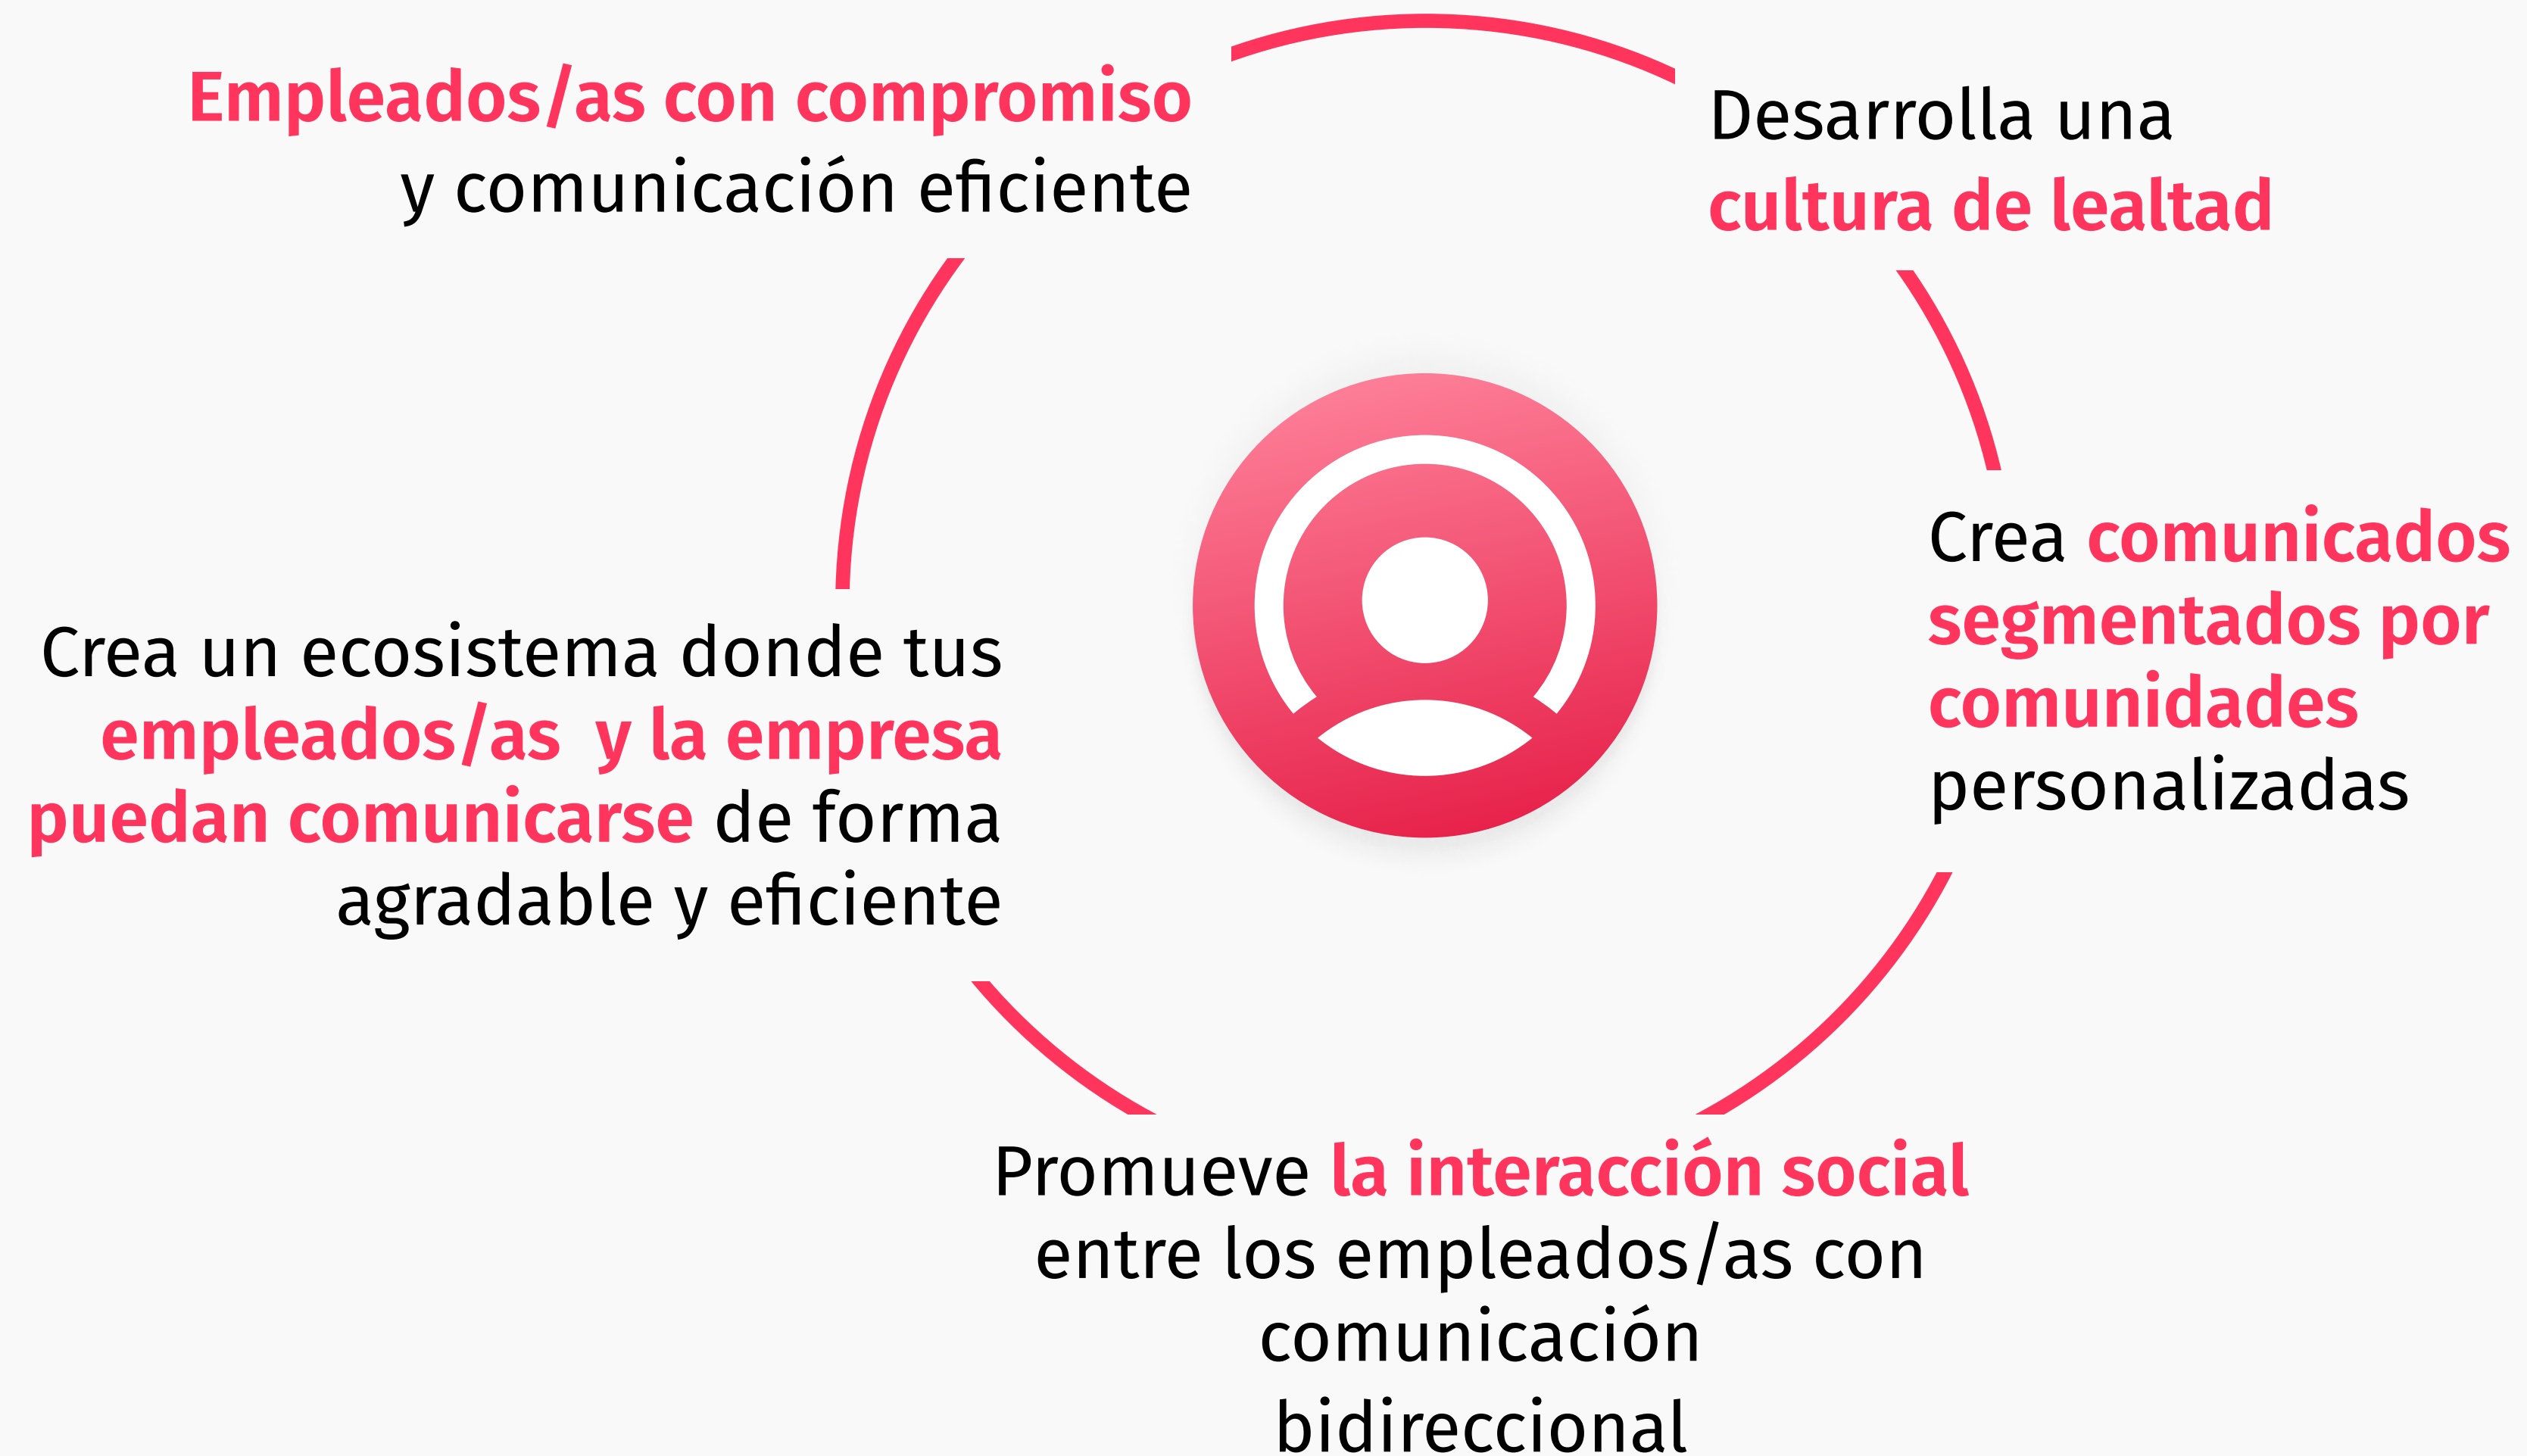 Empleados/as con compromiso
y comunicación eficiente
Desarrolla una
cultura de lealtad
Crea comunicados
segmentados por
comunidades
personalizadas
Crea un ecosistema donde tus
empleados/as  y la empresa
puedan comunicarse de forma
agradable y eficiente
Promueve la interacción social
entre los empleados/as con
comunicación
bidireccional